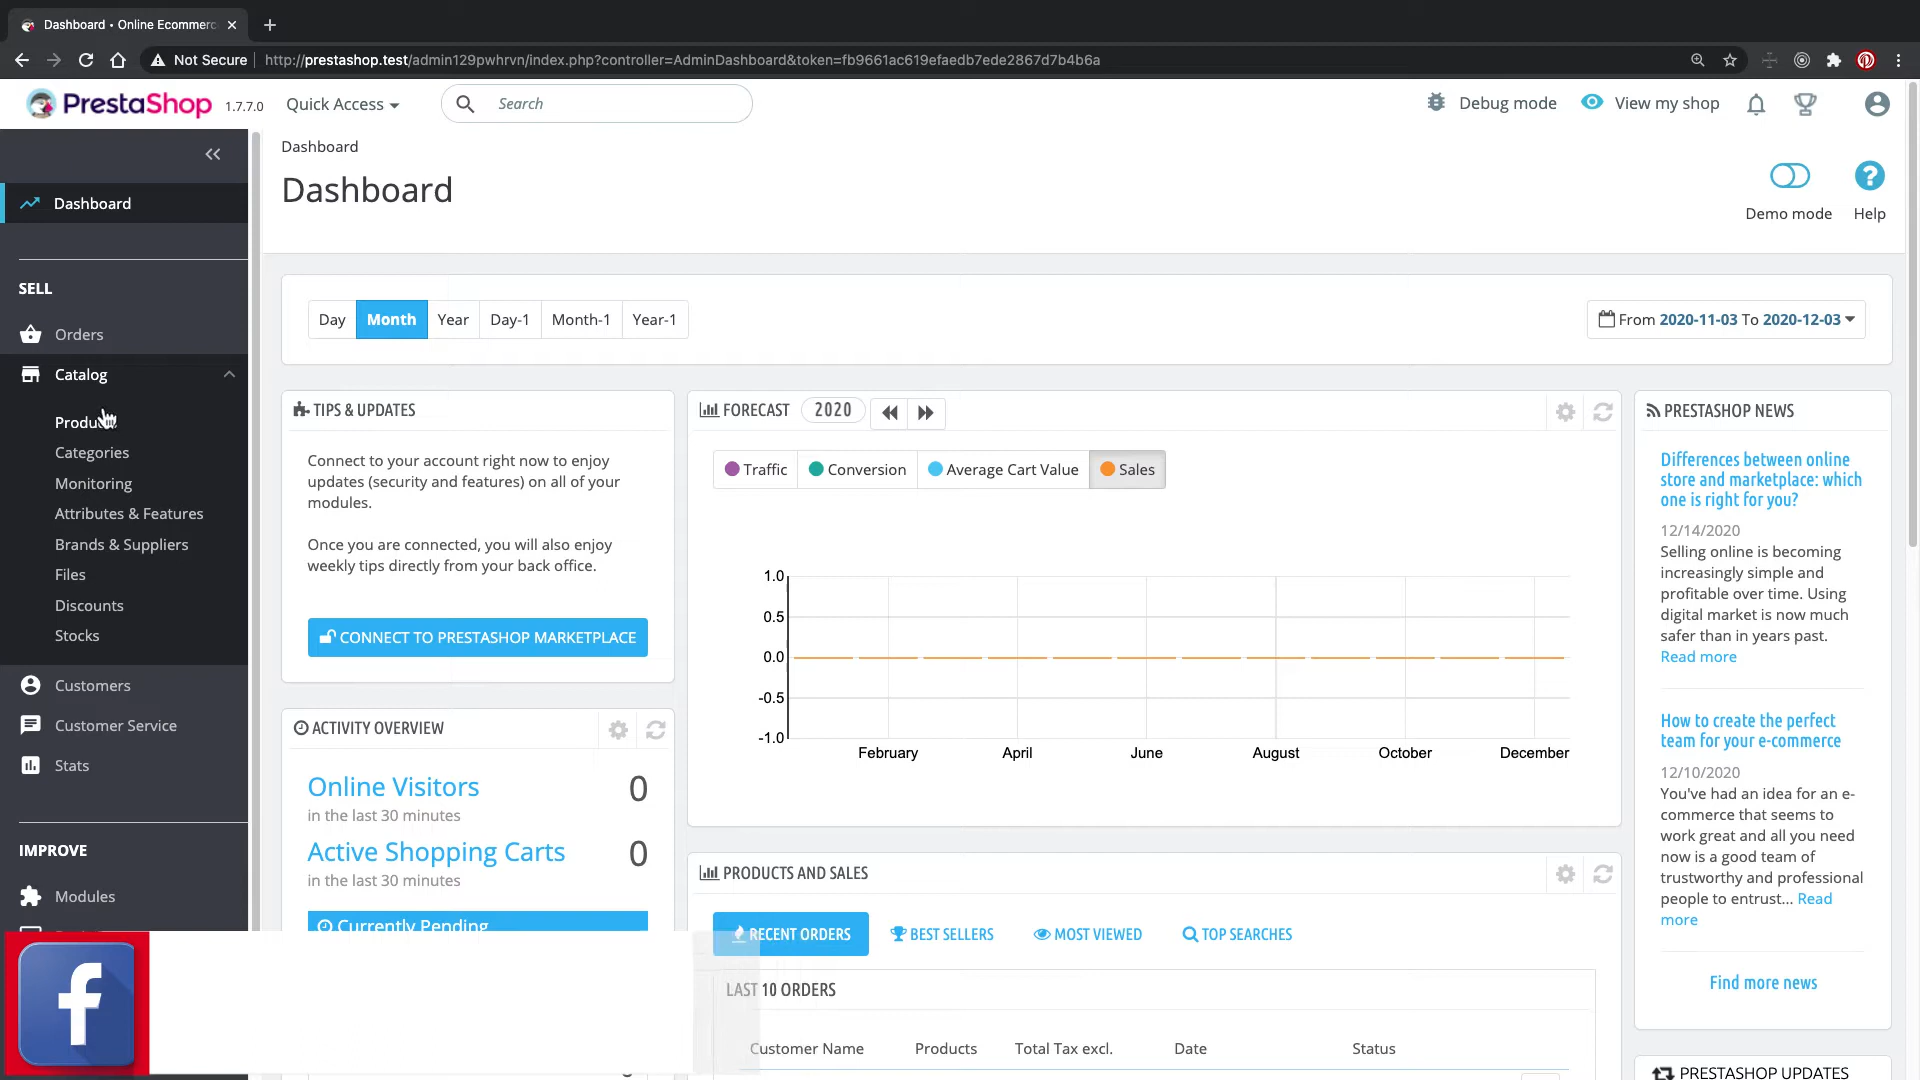 Dashboard • Online Ecommerc
Not Secure
http://prestashop.test/admin129pwhrvn/index.php?controller=AdminDashboard&token=fb9661ac619efaedb7ede2867d7b4b6a
PrestaShop
1.7.7.0
Quick Access
Search
Debug mode
View my shop
Dashboard
Dashboard
Demo mode
Help
Dashboard
SELL
Orders
Catalog
Products
Categories
Monitoring
Attributes & Features
Brands & Suppliers
Files
Discounts
Stocks
Customers
Customer Service
Stats
IMPROVE
Modules
Day
Month
Year
Day-1
Month-1
Year-1
From 2020-11-03 To 2020-12-03
TIPS & UPDATES
Connect to your account right now to enjoy
updates (security and features) on all of your
modules.
Once you are connected, you will also enjoy
weekly tips directly from your back office.
CONNECT TO PRESTASHOP MARKETPLACE
ACTIVITY OVERVIEW
Online Visitors 0
in the last 30 minutes
Active Shopping Carts 0
in the last 30 minutes
Currently Pending
FORECAST
2020
Traffic
Conversion
Average Cart Value
Sales
1.0
0.5
0.0
-0.5
-1.0
February
April
June
August
October
December
PRODUCTS AND SALES
RECENT ORDERS
BEST SELLERS
MOST VIEWED
TOP SEARCHES
LAST 10 ORDERS
Customer Name
Products
Total Tax excl.
Date
Status
PRESTASHOP NEWS
Differences between online
store and marketplace: which
one is right for you?
12/14/2020
Selling online is becoming
increasingly simple and
profitable over time. Using
digital market is now much
safer than in years past.
Read more
How to create the perfect
team for your e-commerce
12/10/2020
You've had an idea for an e-
commerce that seems to
work great and all you need
now is a good team of
trustworthy and professional
people to entrust... Read
more
Find more news
PRESTASHOP UPDATES